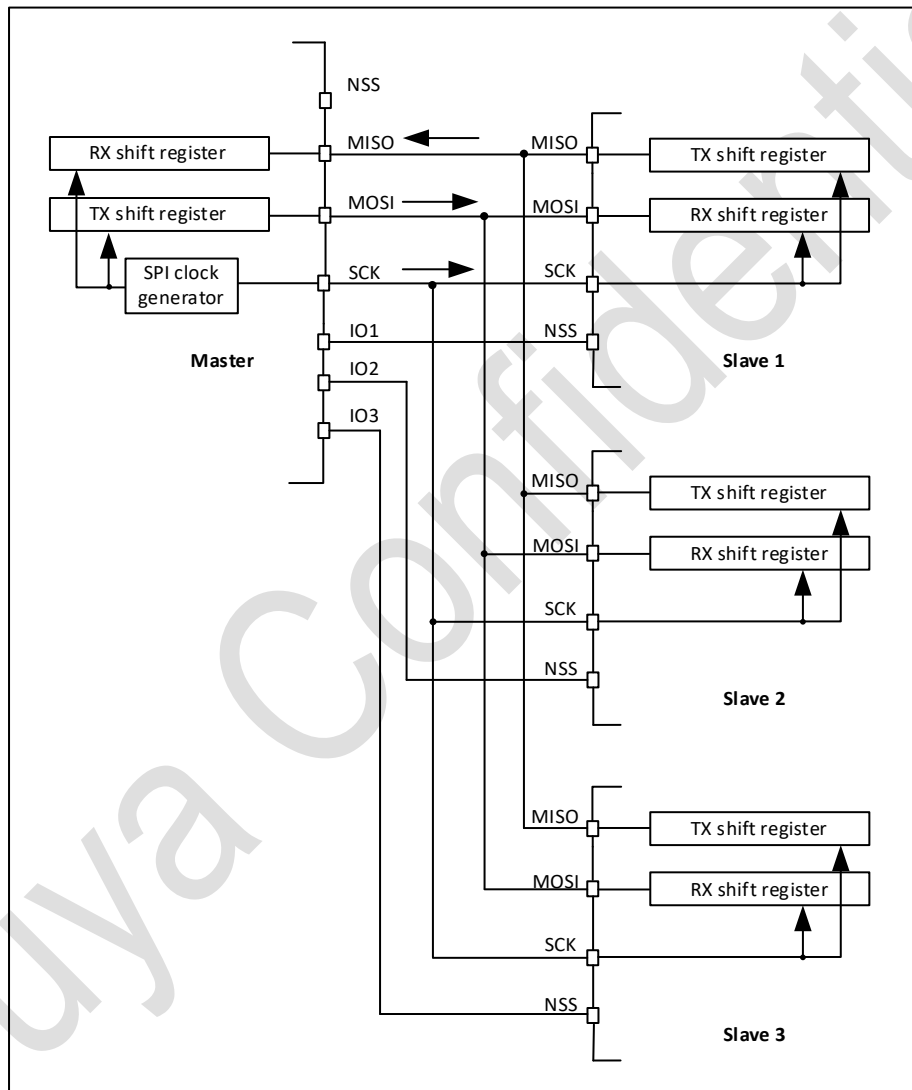 NSS
RX shift register
MISO
MISO
TX shift register
TX shift register
MOSI
MOSI
RX shift register
SPI clock
generator
SCK
SCK
IO1
NSS
Master
Slave 1
IO2
IO3
MISO
TX shift register
MOSI
RX shift register
SCK
NSS
Slave 2
MISO
TX shift register
MOSI
RX shift register
SCK
NSS
Slave 3
uya Confidentia